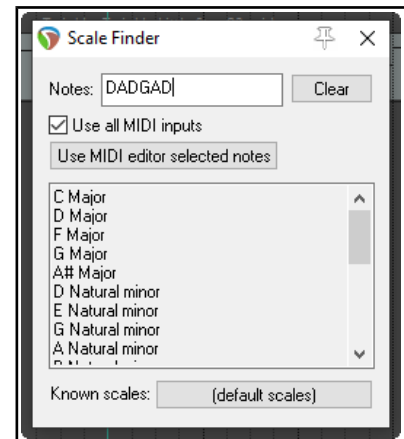 Scale Finder
Notes: DADGAD Clear
Use all MIDI inputs
Use MIDI editor selected notes
C Major
D Major
F Major
G Major
A# Major
D Natural minor
E Natural minor
G Natural minor
A Natural minor
Known scales: (default scales)